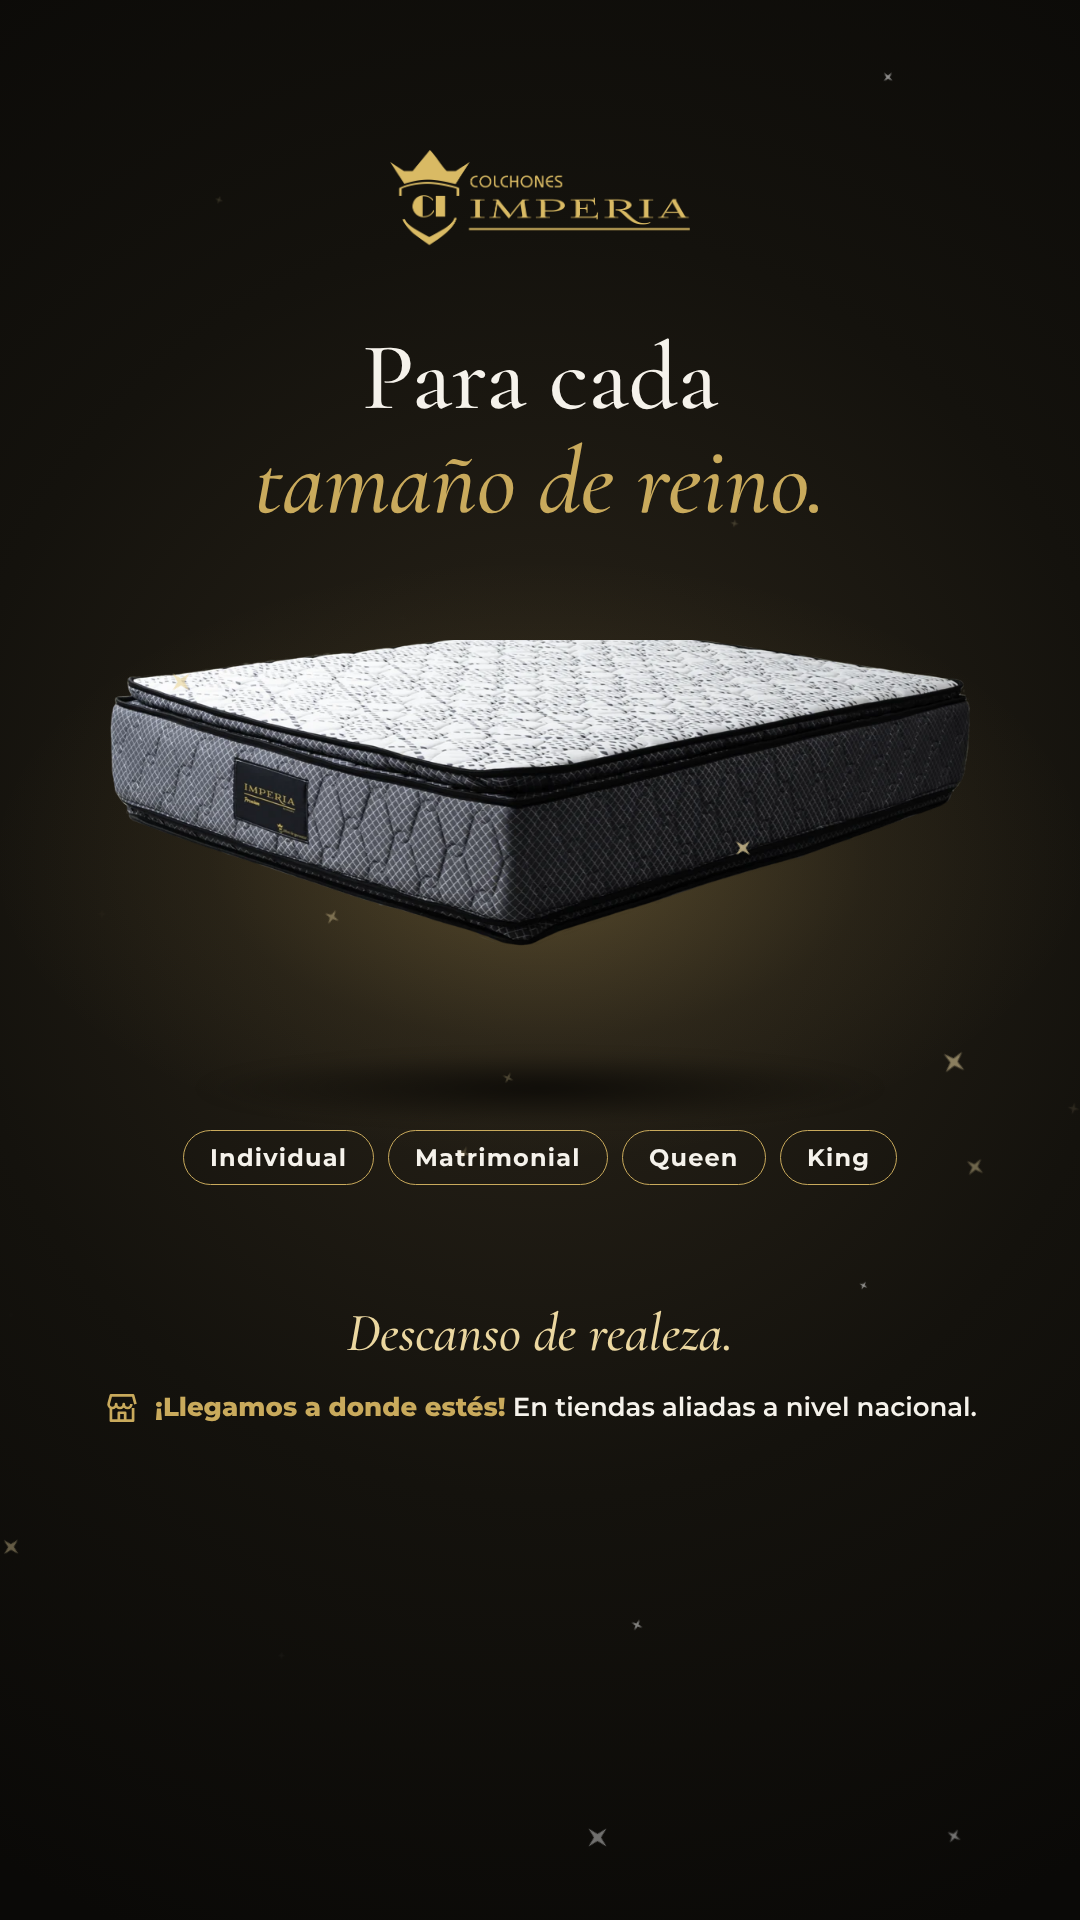 COLCHONES
IMPERIA
Para cada
tamaño de reino.
IMPERIA
Premium
Individual
Matrimonial
Queen
King
Descanso de realeza.
¡Llegamos a donde estés! En tiendas aliadas a nivel nacional.